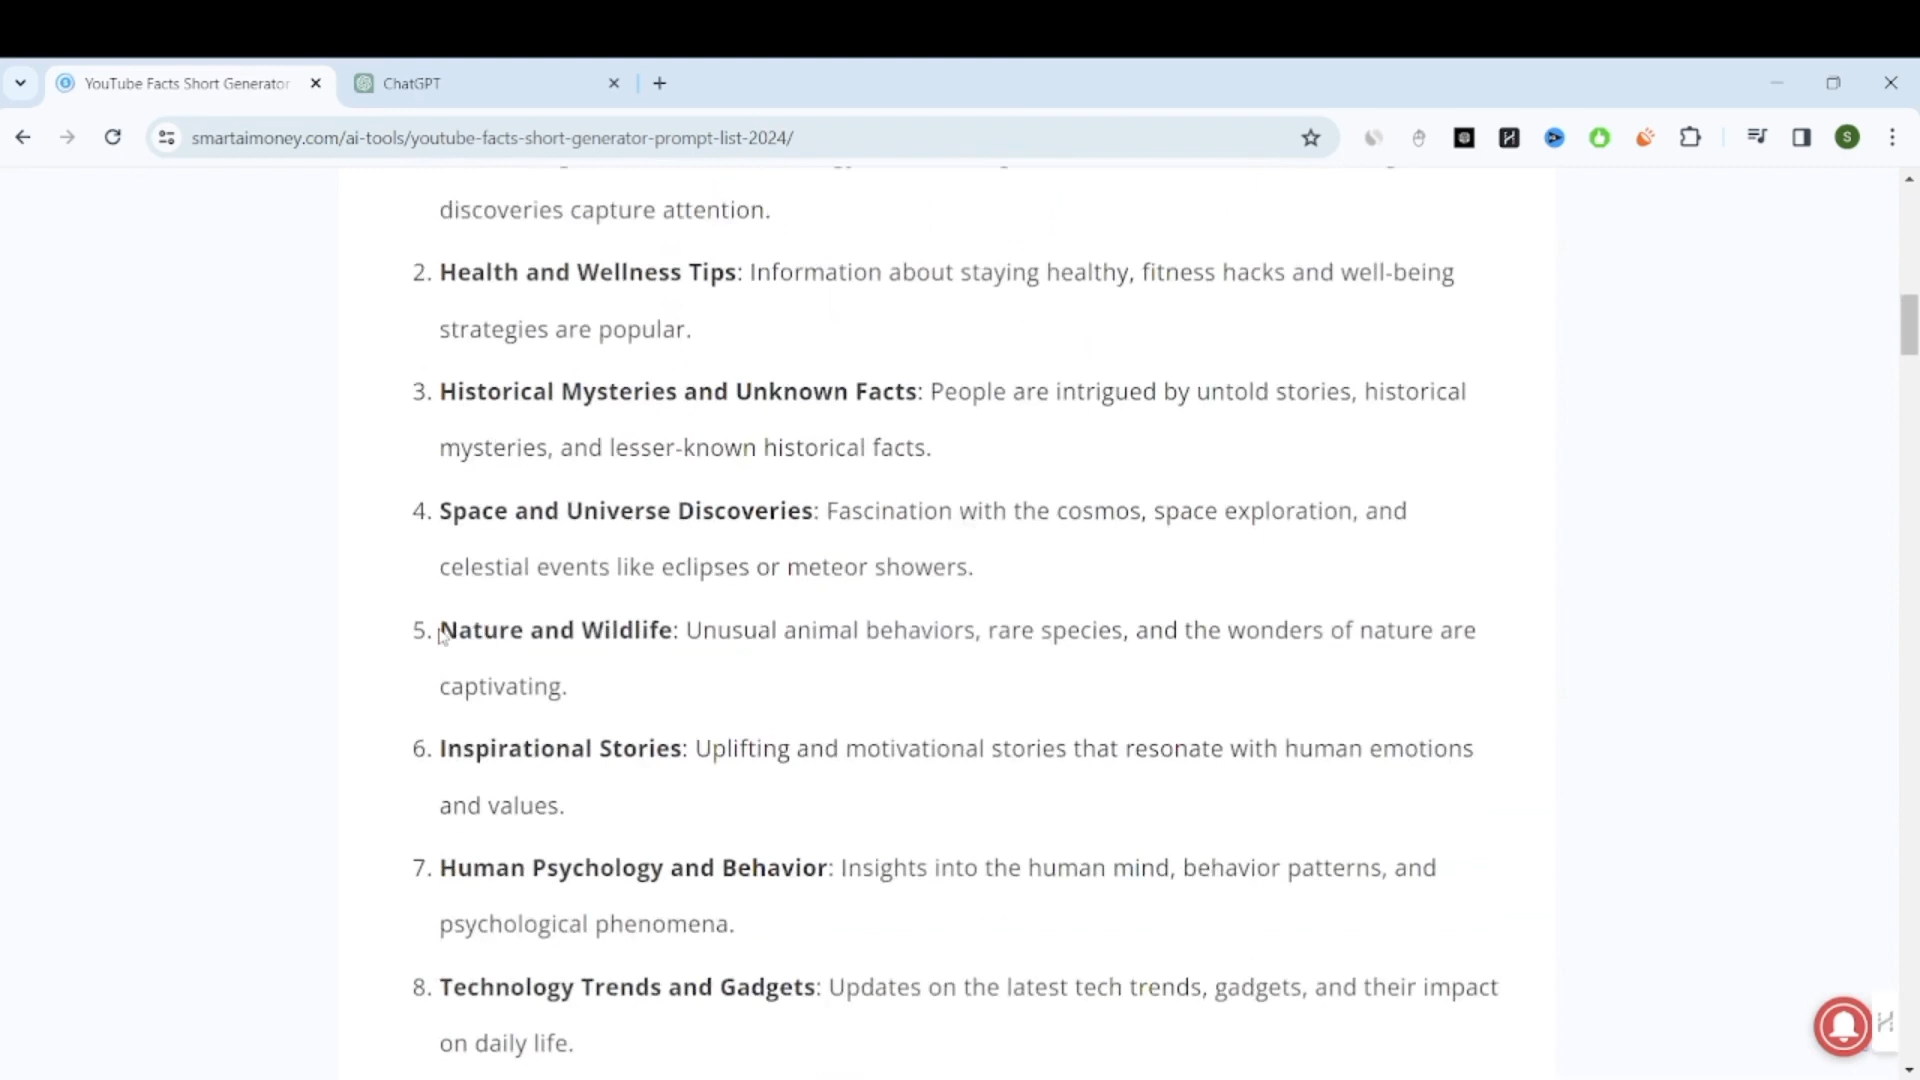 YouTube Facts Short Generator
ChatGPT
smartaimoney.com/ai-tools/youtube-facts-short-generator-prompt-list-2024/
S
discoveries capture attention.
2. Health and Wellness Tips: Information about staying healthy, fitness hacks and well-being
strategies are popular.
3. Historical Mysteries and Unknown Facts: People are intrigued by untold stories, historical
mysteries, and lesser-known historical facts.
4. Space and Universe Discoveries: Fascination with the cosmos, space exploration, and
celestial events like eclipses or meteor showers.
5. Nature and Wildlife: Unusual animal behaviors, rare species, and the wonders of nature are
captivating.
6. Inspirational Stories: Uplifting and motivational stories that resonate with human emotions
and values.
7. Human Psychology and Behavior: Insights into the human mind, behavior patterns, and
psychological phenomena.
8. Technology Trends and Gadgets: Updates on the latest tech trends, gadgets, and their impact
on daily life.